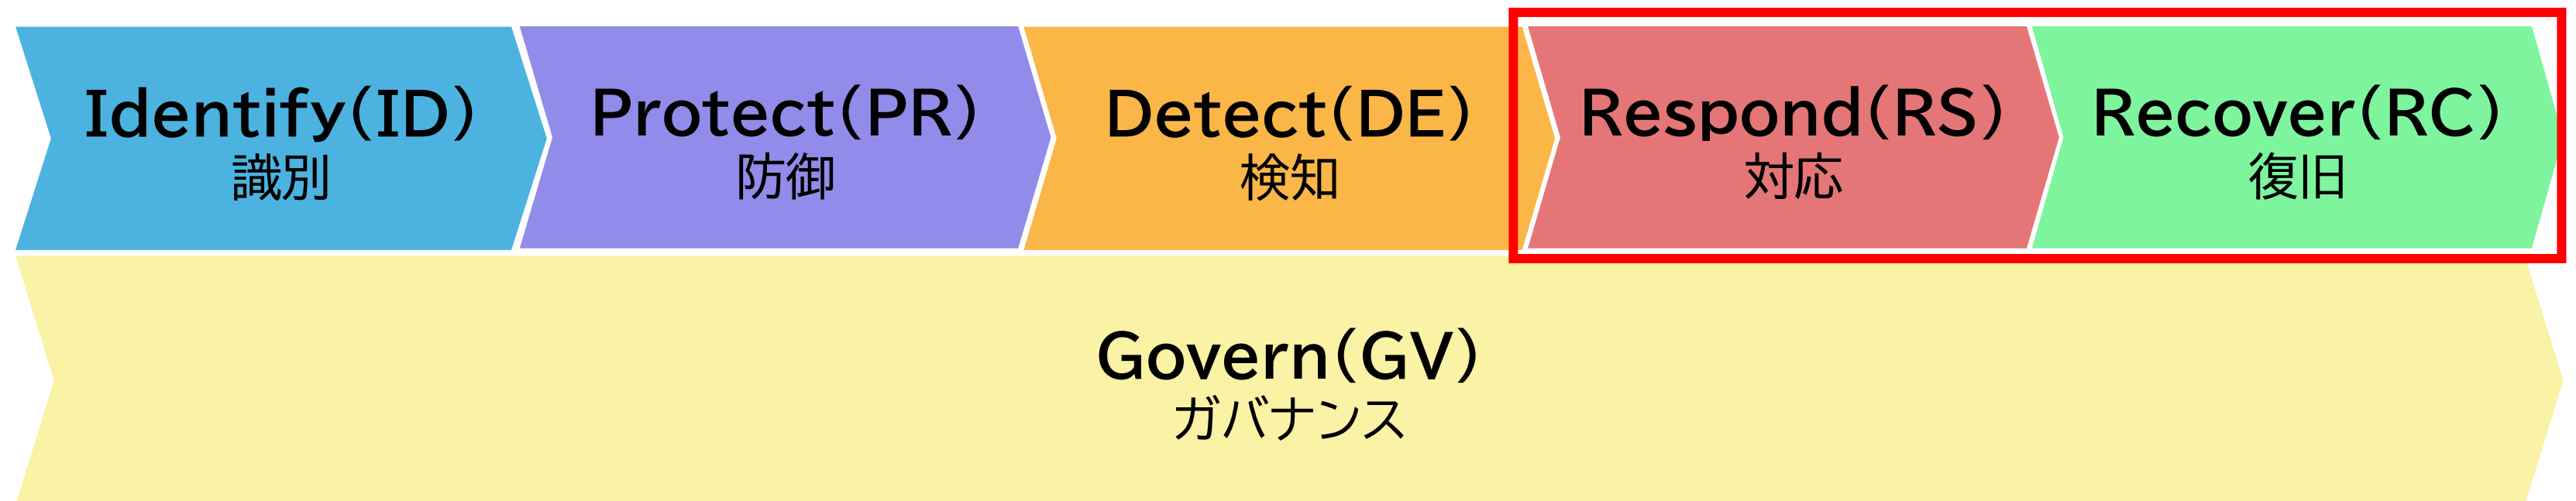 Identify(ID)
識別
Protect(PR)
防御
Detect(DE)
検知
Respond(RS)
対応
Recover(RC)
復旧
Govern(GV)
ガバナンス